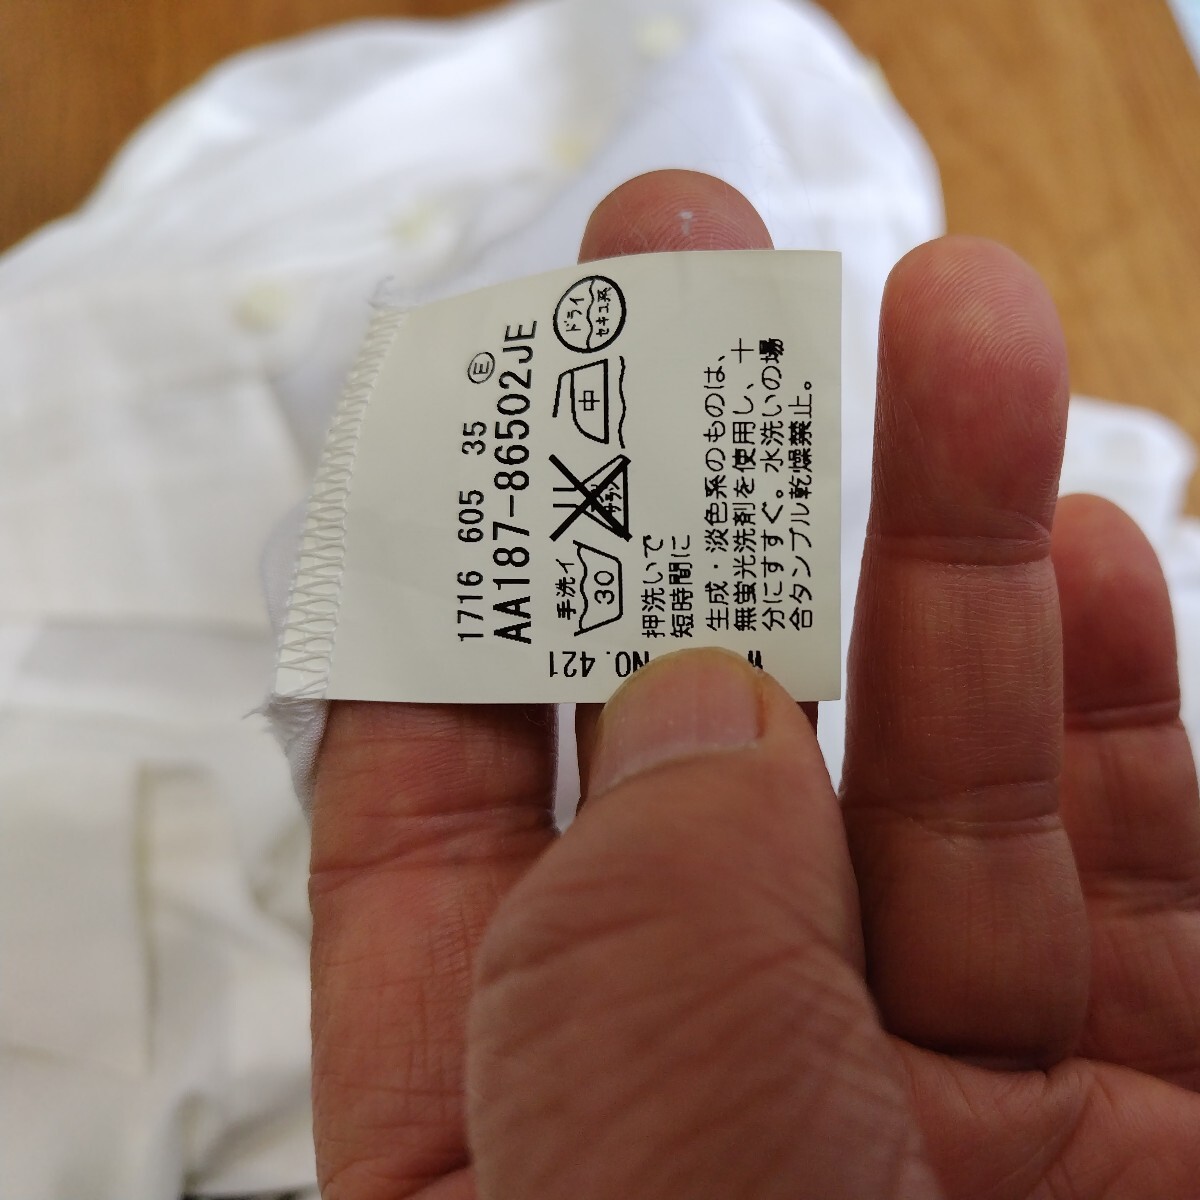 1716 605 35 E
AA187-86502JE
手洗イ
30
中
ドライ
セキユ系
押洗いで
短時間に
生成・淡色系のものは、
無蛍光洗剤を使用し、十
分にすすぐ。水洗いの場
合タンブル乾燥禁止。
NO.421